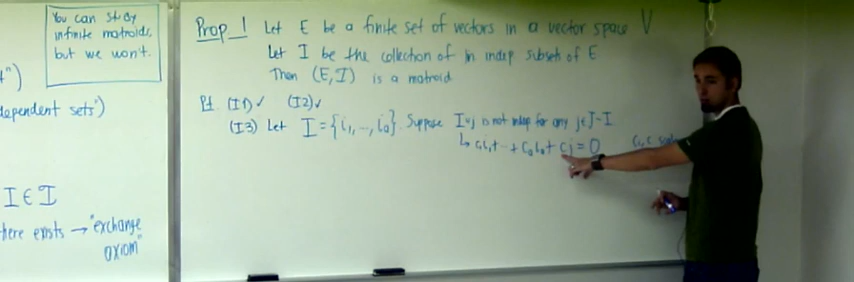 You can study
infinite matroids,
but we won't.
t")
dependent sets")
I ∈ I
here exists → "exchange
axiom"
Prop 1 Let E be a finite set of vectors in a vector space V
Let I be the collection of lin indep subsets of E
Then (E, I) is a matroid
Pf (I1)✓ (I2)✓
(I3) Let I = {i₁, ..., iₐ}. Suppose I∪j is not indep for any j∈J-I
↳ c₁i₁+ ... + cₐiₐ+ cj = 0